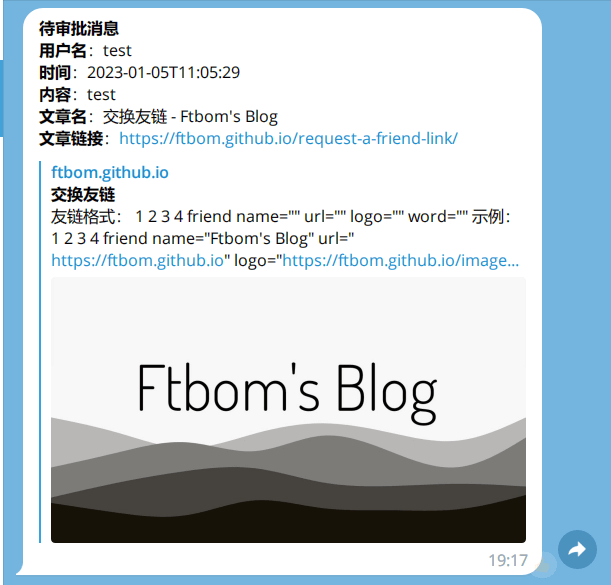 待审批消息
用户名：test
时间：2023-01-05T11:05:29
内容：test
文章名：交换友链 - Ftbom's Blog
文章链接：https://ftbom.github.io/request-a-friend-link/
ftbom.github.io
交换友链
友链格式： 1 2 3 4 friend name="" url="" logo="" word="" 示例：
1 2 3 4 friend name="Ftbom's Blog" url="
https://ftbom.github.io" logo="https://ftbom.github.io/image...
Ftbom's Blog
19:17